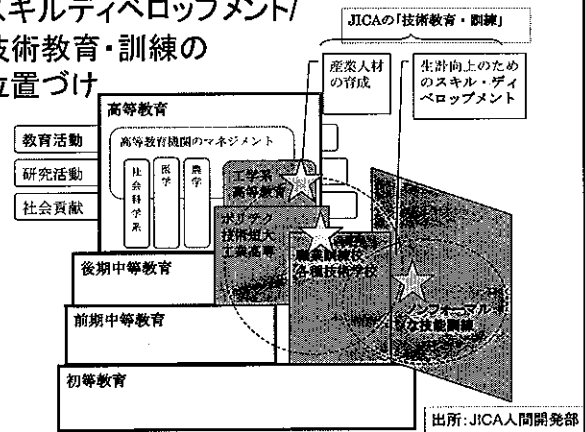 スキルディベロップメント/
技術教育・訓練の
位置づけ
JICAの「技術教育・訓練」
産業人材
の育成
生計向上のため
のスキル・ディ
ベロップメント
高等教育
高等教育機関のマネジメント
教育活動
研究活動
社会貢献
社会科学系
医学
農学
工学系
高等教育
ポリテク
技術短大
工業高専
職業訓練校
各種技術学校
ノンフォーマル
な技能訓練
後期中等教育
前期中等教育
初等教育
出所:JICA人間開発部